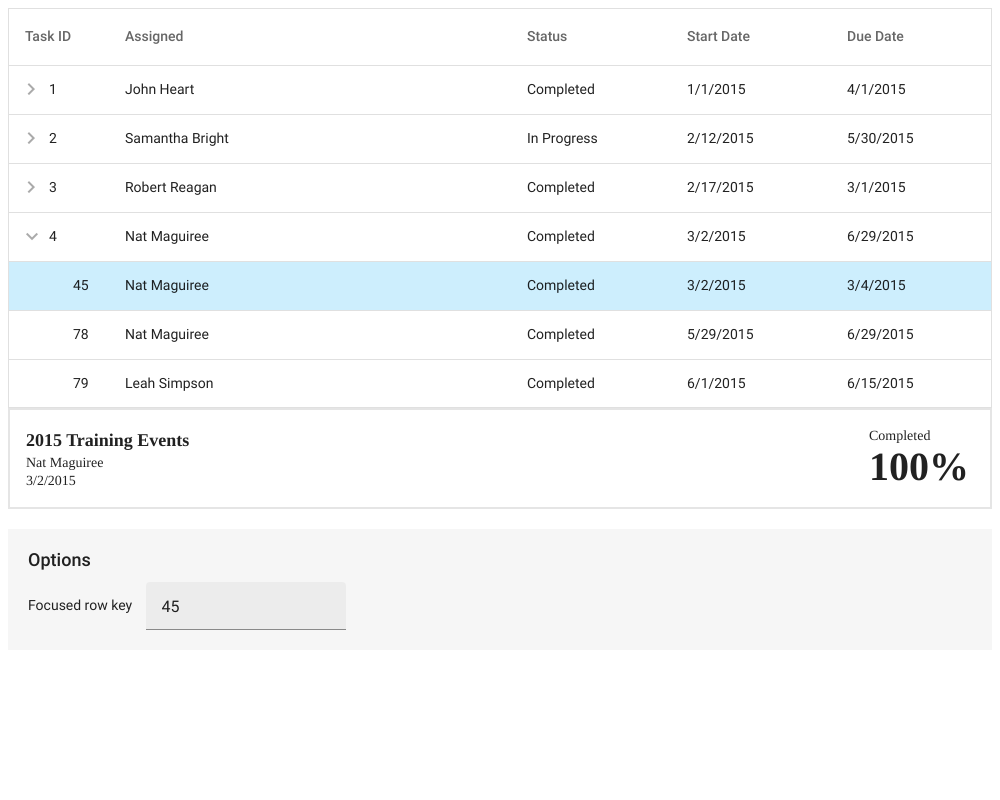 Task ID Assigned Status Start Date Due Date
1 John Heart Completed 1/1/2015 4/1/2015
2 Samantha Bright In Progress 2/12/2015 5/30/2015
3 Robert Reagan Completed 2/17/2015 3/1/2015
4 Nat Maguiree Completed 3/2/2015 6/29/2015
45 Nat Maguiree Completed 3/2/2015 3/4/2015
78 Nat Maguiree Completed 5/29/2015 6/29/2015
79 Leah Simpson Completed 6/1/2015 6/15/2015
2015 Training Events
Nat Maguiree
3/2/2015
Completed
100%
Options
Focused row key 45